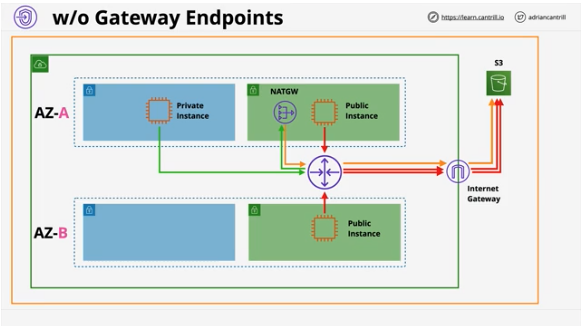 w/o Gateway Endpoints
https://learn.cantrill.io
adriancantrill
S3
AZ-A
Private
Instance
NATGW
Public
Instance
Internet
Gateway
AZ-B
Public
Instance